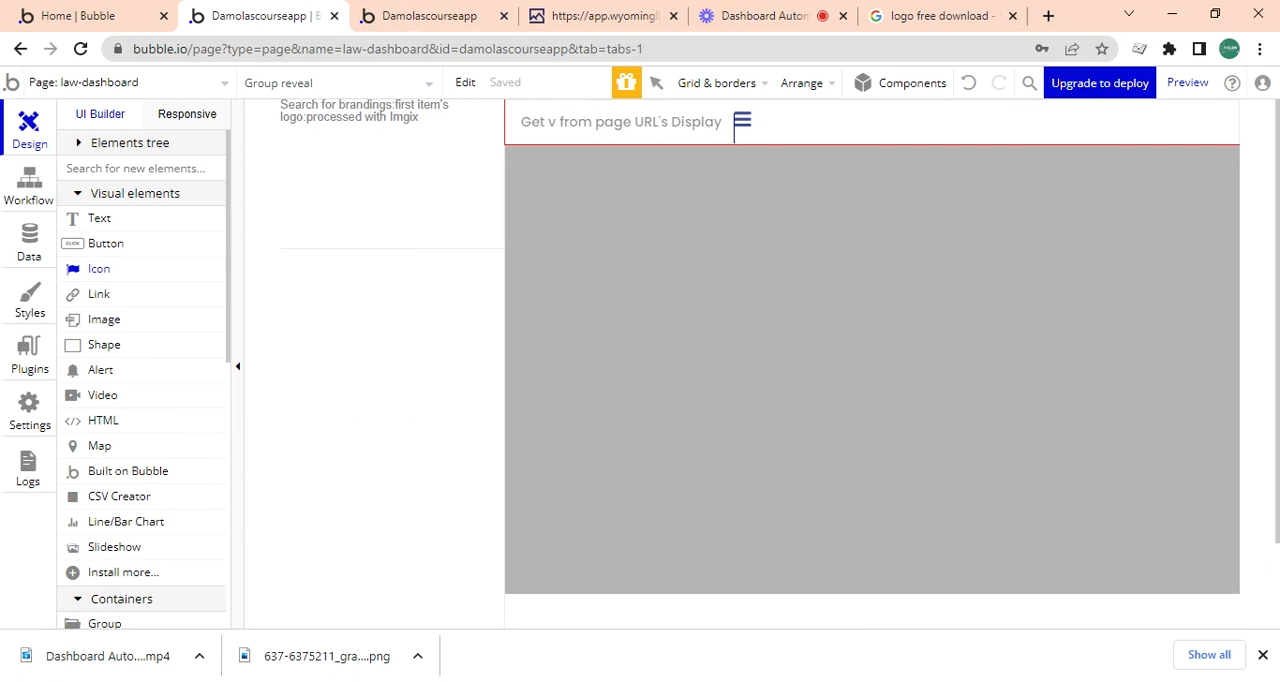 Home | Bubble
Damolascourseapp | B
Damolascourseapp
https://app.wyomingl
Dashboard Autom
logo free download -
bubble.io/page?type=page&name=law-dashboard&id=damolascourseapp&tab=tabs-1
Page: law-dashboard
Group reveal
Edit
Saved
Grid & borders
Arrange
Components
Upgrade to deploy
Preview
UI Builder
Responsive
Search for brandings:first item's
logo:processed with Imgix
Get v from page URL's Display
Design
Elements tree
Search for new elements...
Workflow
Visual elements
Text
CLICK
Button
Data
Icon
Link
Styles
Image
Shape
Plugins
Alert
Video
Settings
HTML
Map
Logs
Built on Bubble
CSV Creator
Line/Bar Chart
Slideshow
Install more...
Containers
Group
Dashboard Auto....mp4
637-6375211_gra....png
Show all